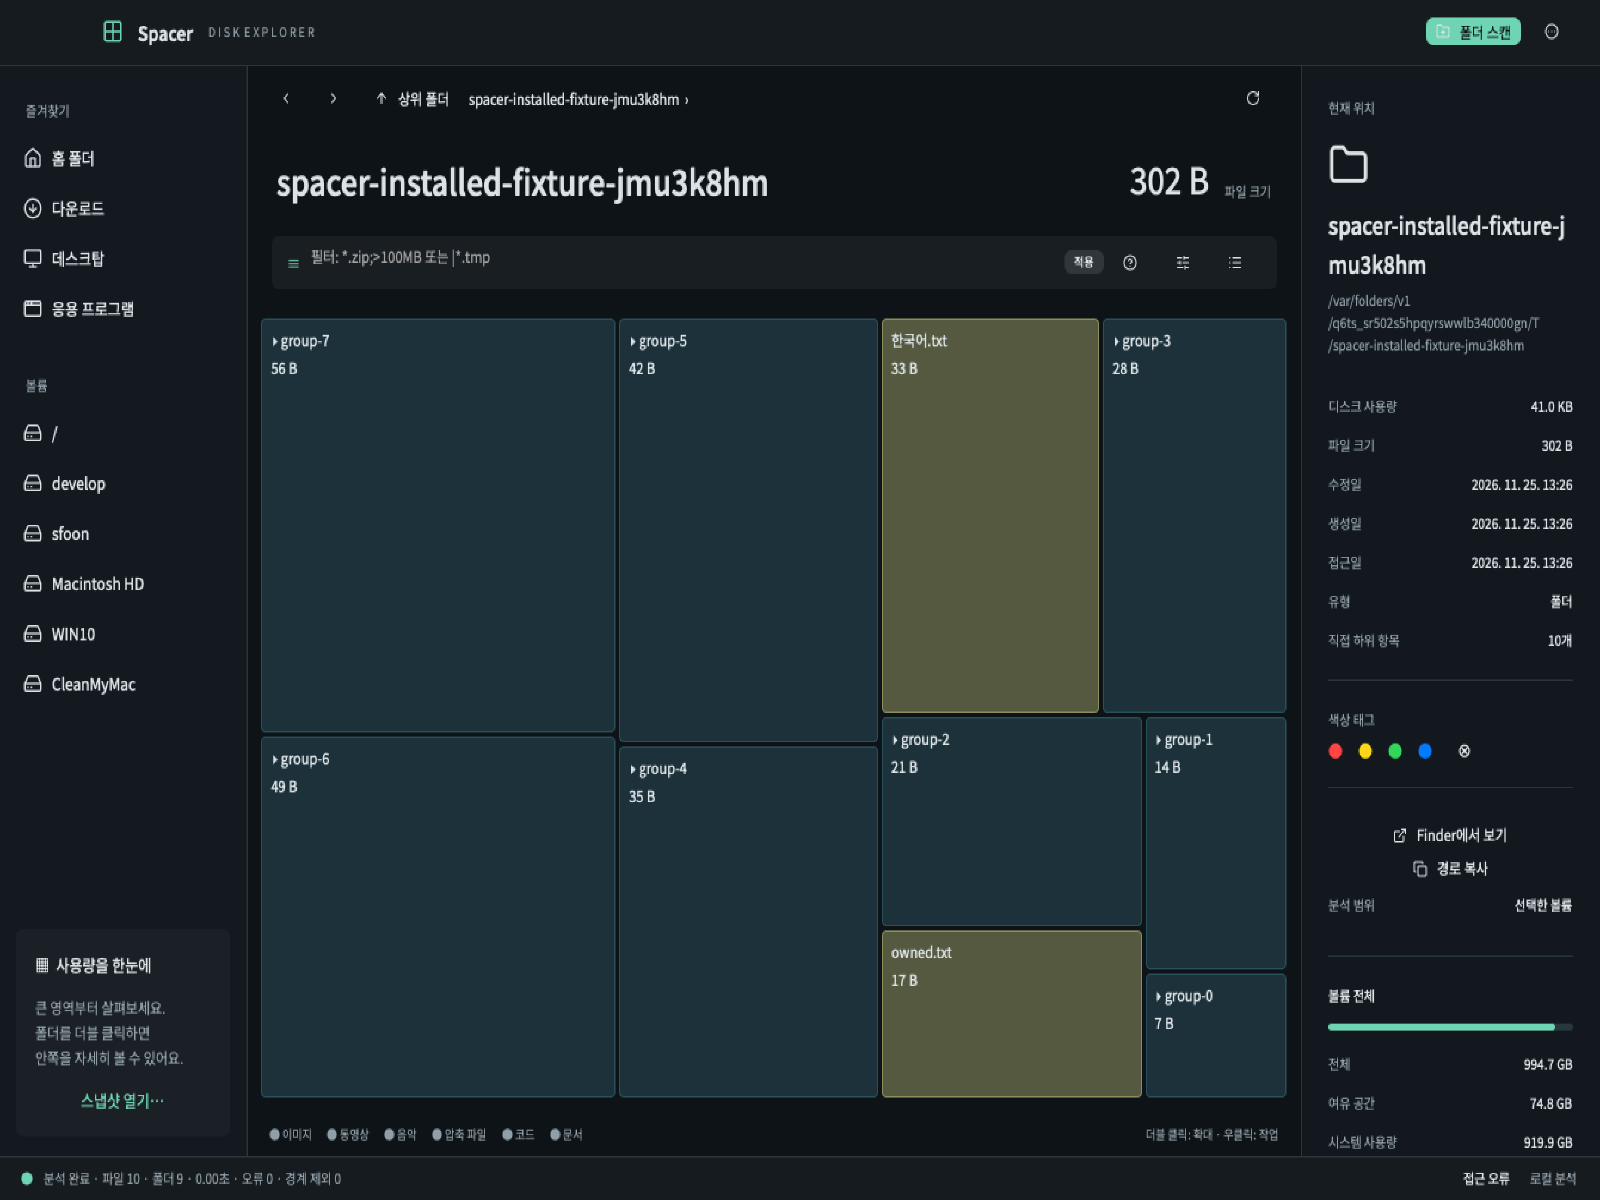 Spacer DISK EXPLORER
폴더 스캔
즐겨찾기
홈 폴더
다운로드
데스크탑
응용 프로그램
볼륨
/
develop
sfoon
Macintosh HD
WIN10
CleanMyMac
사용량을 한눈에
큰 영역부터 살펴보세요.
폴더를 더블 클릭하면
안쪽을 자세히 볼 수 있어요.
스냅샷 열기…
상위 폴더 spacer-installed-fixture-jmu3k8hm ›
spacer-installed-fixture-jmu3k8hm
302 B 파일 크기
필터: *.zip;>100MB 또는 |*.tmp
적용
group-7
56 B
group-5
42 B
한국어.txt
33 B
group-3
28 B
group-6
49 B
group-4
35 B
group-2
21 B
group-1
14 B
owned.txt
17 B
group-0
7 B
이미지 동영상 음악 압축 파일 코드 문서
더블 클릭: 확대 · 우클릭: 작업
현재 위치
spacer-installed-fixture-j
mu3k8hm
/var/folders/v1
/q6ts_sr502s5hpqyrswwlb340000gn/T
/spacer-installed-fixture-jmu3k8hm
디스크 사용량 41.0 KB
파일 크기 302 B
수정일 2026. 11. 25. 13:26
생성일 2026. 11. 25. 13:26
접근일 2026. 11. 25. 13:26
유형 폴더
직접 하위 항목 10개
색상 태그
Finder에서 보기
경로 복사
분석 범위 선택한 볼륨
볼륨 전체
전체 994.7 GB
여유 공간 74.8 GB
시스템 사용량 919.9 GB
분석 완료 · 파일 10 · 폴더 9 · 0.00초 · 오류 0 · 경계 제외 0
접근 오류 로컬 분석